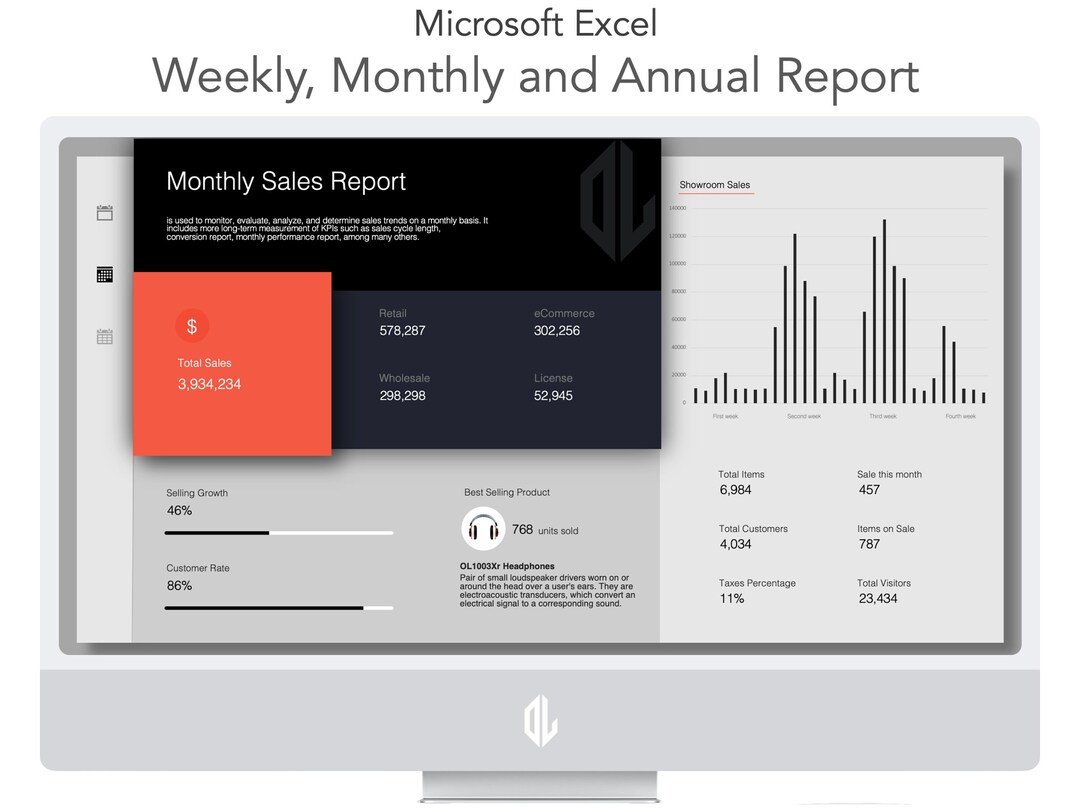 Microsoft Excel
Weekly, Monthly and Annual Report
Monthly Sales Report
is used to monitor, evaluate, analyze, and determine sales trends on a monthly basis. It
includes more long-term measurement of KPIs such as sales cycle length,
conversion report, monthly performance report, among many others.
$
Total Sales
3,934,234
Retail
578,287
eCommerce
302,256
Wholesale
298,298
License
52,945
Selling Growth
46%
Customer Rate
86%
Best Selling Product
768 units sold
OL1003Xr Headphones
Pair of small loudspeaker drivers worn on or
around the head over a user's ears. They are
electroacoustic transducers, which convert an
electrical signal to a corresponding sound.
Showroom Sales
140000
120000
100000
80000
60000
40000
20000
0
First week
Second week
Third week
Fourth week
Total Items
6,984
Sale this month
457
Total Customers
4,034
Items on Sale
787
Taxes Percentage
11%
Total Visitors
23,434